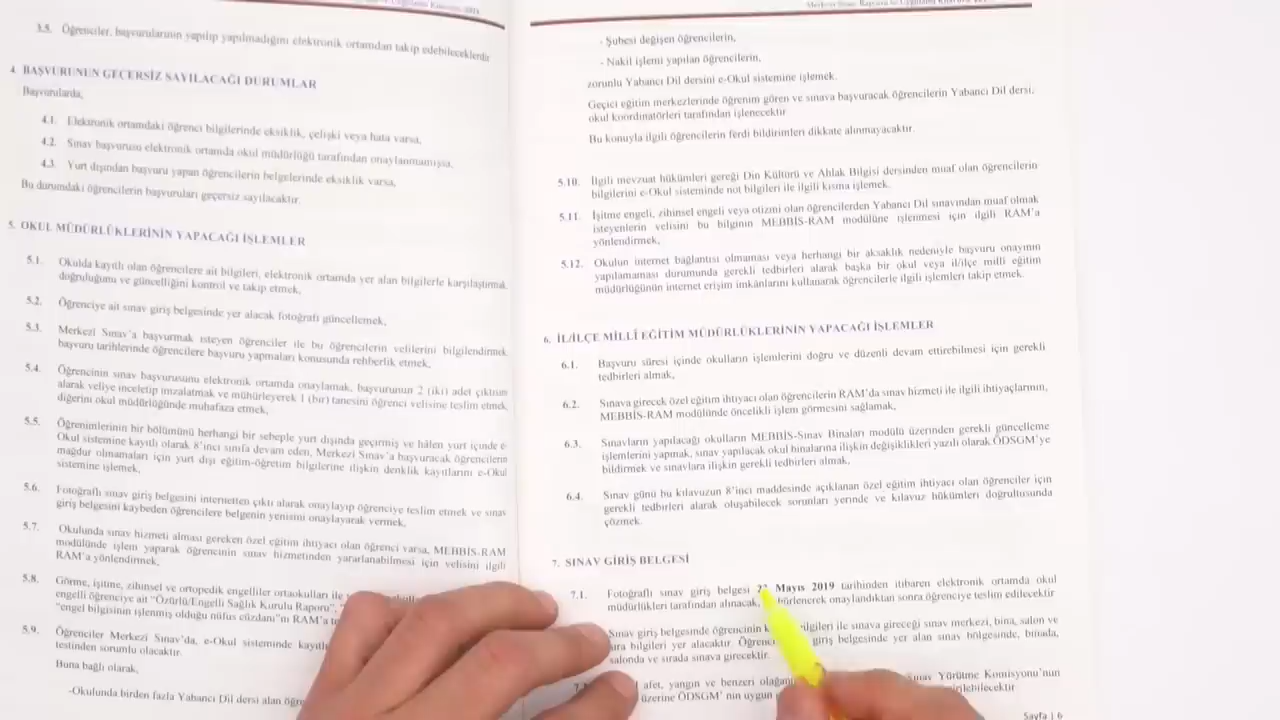 3.5. Öğrenciler, başvurularının yapılıp yapılmadığını elektronik ortamdan takip edebileceklerdir
4. BAŞVURUNUN GEÇERSİZ SAYILACAĞI DURUMLAR
Başvurularda,
4.1. Elektronik ortamdaki öğrenci bilgilerinde eksiklik, çelişki veya hata varsa,
4.2. Sınav başvurusu elektronik ortamda okul müdürlüğü tarafından onaylanmamışsa,
4.3. Yurt dışından başvuru yapan öğrencilerin belgelerinde eksiklik varsa,
Bu durumdaki öğrencilerin başvuruları geçersiz sayılacaktır.
5. OKUL MÜDÜRLÜKLERİNİN YAPACAĞI İŞLEMLER
5.1. Okulda kayıtlı olan öğrencilere ait bilgileri, elektronik ortamda yer alan bilgilerle karşılaştırmak,
doğruluğunu ve güncelliğini kontrol ve takip etmek,
5.2. Öğrenciye ait sınav giriş belgesinde yer alacak fotoğrafı güncellemek,
5.3. Merkezi Sınav'a başvurmak isteyen öğrenciler ile bu öğrencilerin velilerini bilgilendirmek,
başvuru tarihlerinde öğrencilere başvuru yapmaları konusunda rehberlik etmek,
5.4. Öğrencinin sınav başvurusunu elektronik ortamda onaylamak, başvurunun 2 (iki) adet çıktısını
alarak veliye inceletip imzalatmak ve mühürleyerek 1 (bir) tanesini öğrenci velisine teslim etmek,
diğerini okul müdürlüğünde muhafaza etmek,
5.5. Öğrenimlerinin bir bölümünü herhangi bir sebeple yurt dışında geçirmiş ve hâlen yurt içinde e-
Okul sistemine kayıtlı olarak 8'inci sınıfa devam eden, Merkezi Sınav'a başvuracak öğrencilerin
mağdur olmamaları için yurt dışı eğitim-öğretim bilgilerine ilişkin denklik kayıtlarını e-Okul
sistemine işlemek,
5.6. Fotoğraflı sınav giriş belgesini internetten çıktı alarak onaylayıp öğrenciye teslim etmek ve sınav
giriş belgesini kaybeden öğrencilere belgenin yenisini onaylayarak vermek,
5.7. Okulunda sınav hizmeti alması gereken özel eğitim ihtiyacı olan öğrenci varsa, MEBBİS-RAM
modülünde işlem yaparak öğrencinin sınav hizmetinden yararlanabilmesi için velisini ilgili
RAM'a yönlendirmek,
5.8. Görme, işitme, zihinsel ve ortopedik engelliler ortaokulları ile
engelli öğrenciye ait "Özürlü/Engelli Sağlık Kurulu Raporu",
"engel bilgisinin işlenmiş olduğu nüfus cüzdanı"nı RAM'a
5.9. Öğrenciler Merkezi Sınav'da, e-Okul sisteminde kayıtlı
testinden sorumlu olacaktır.
Buna bağlı olarak,
-Okulunda birden fazla Yabancı Dil dersi alan
- Şubesi değişen öğrencilerin,
- Nakil işlemi yapılan öğrencilerin,
zorunlu Yabancı Dil dersini e-Okul sistemine işlemek.
Geçici eğitim merkezlerinde öğrenim gören ve sınava başvuracak öğrencilerin Yabancı Dil dersi,
okul koordinatörleri tarafından işlenecektir
Bu konuyla ilgili öğrencilerin ferdi bildirimleri dikkate alınmayacaktır.
5.10. İlgili mevzuat hükümleri gereği Din Kültürü ve Ahlak Bilgisi dersinden muaf olan öğrencilerin
bilgilerini e-Okul sisteminde not bilgileri ile ilgili kısma işlemek.
5.11. İşitme engeli, zihinsel engeli veya otizmi olan öğrencilerden Yabancı Dil sınavından muaf olmak
isteyenlerin velisini bu bilginin MEBBİS-RAM modülüne işlenmesi için ilgili RAM'a
yönlendirmek,
5.12. Okulun internet bağlantısı olmaması veya herhangi bir aksaklık nedeniyle başvuru onayının
yapılamaması durumunda gerekli tedbirleri alarak başka bir okul veya il/ilçe milli eğitim
müdürlüğünün internet erişim imkânlarını kullanarak öğrencilerle ilgili işlemleri takip etmek.
6. İL/İLÇE MİLLÎ EĞİTİM MÜDÜRLÜKLERİNİN YAPACAĞI İŞLEMLER
6.1. Başvuru süresi içinde okulların işlemlerini doğru ve düzenli devam ettirebilmesi için gerekli
tedbirleri almak,
6.2. Sınava girecek özel eğitim ihtiyacı olan öğrencilerin RAM'da sınav hizmeti ile ilgili ihtiyaçlarının,
MEBBİS-RAM modülünde öncelikli işlem görmesini sağlamak,
6.3. Sınavların yapılacağı okulların MEBBİS-Sınav Binaları modülü üzerinden gerekli güncelleme
işlemlerini yapmak, sınav yapılacak okul binalarına ilişkin değişiklikleri yazılı olarak ÖDSGM'ye
bildirmek ve sınavlara ilişkin gerekli tedbirleri almak,
6.4. Sınav günü bu kılavuzun 8'inci maddesinde açıklanan özel eğitim ihtiyacı olan öğrenciler için
gerekli tedbirleri alarak oluşabilecek sorunları yerinde ve kılavuz hükümleri doğrultusunda
çözmek.
7. SINAV GİRİŞ BELGESİ
7.1. Fotoğraflı sınav giriş belgesi Mayıs 2019 tarihinden itibaren elektronik ortamda okul
müdürlükleri tarafından alınacak, onaylandıktan sonra öğrenciye teslim edilecektir
Sınav giriş belgesinde öğrencinin ile sınava gireceği sınav merkezi, bina, salon ve
sıra bilgileri yer alacaktır. giriş belgesinde yer alan sınav bölgesinde, binada,
salonda ve sırada sınava girecektir.
afet, yangın ve benzeri Sınav Yürütme Komisyonu'nun
üzerine ÖDSGM' nin uygun
Sayfa | 6